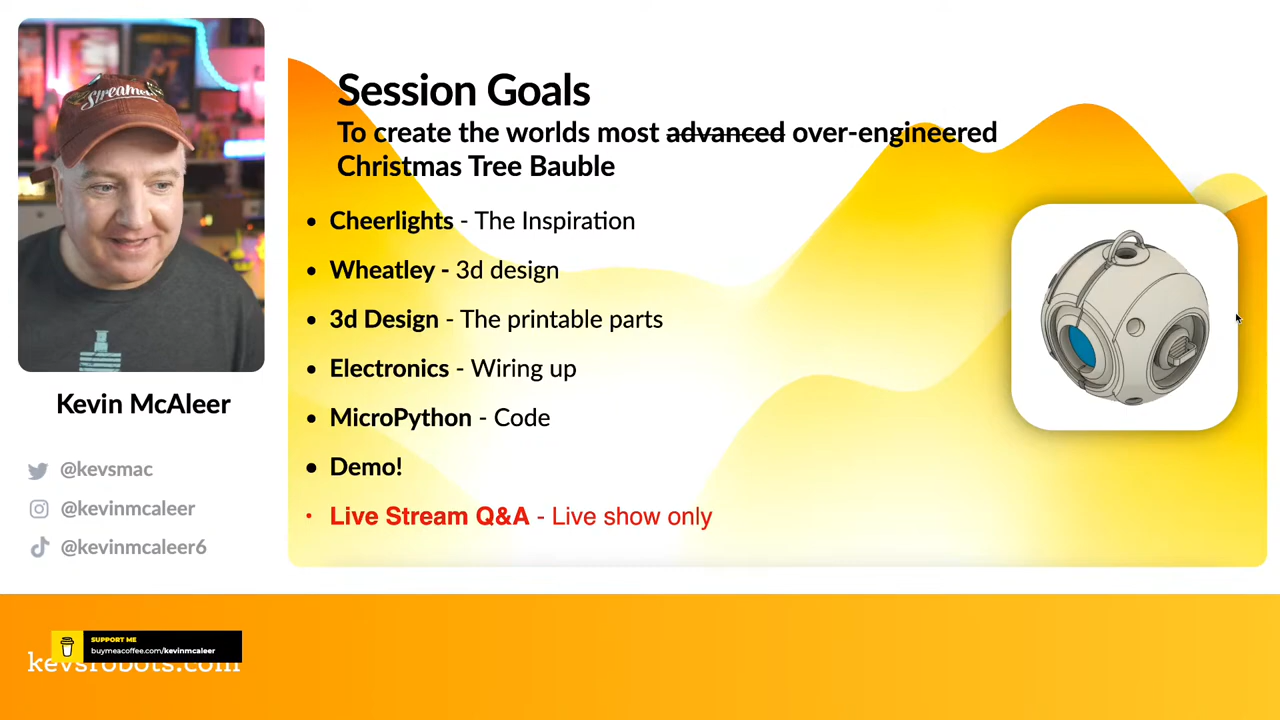 Session Goals
To create the worlds most advanced over-engineered
Christmas Tree Bauble
• Cheerlights - The Inspiration
• Wheatley - 3d design
• 3d Design - The printable parts
• Electronics - Wiring up
• MicroPython - Code
• Demo!
• Live Stream Q&A - Live show only
Kevin McAleer
@kevsmac
@kevinmcaleer
@kevinmcaleer6
SUPPORT ME
buymeacoffee.com/kevinmcaleer
kevsrobots.com